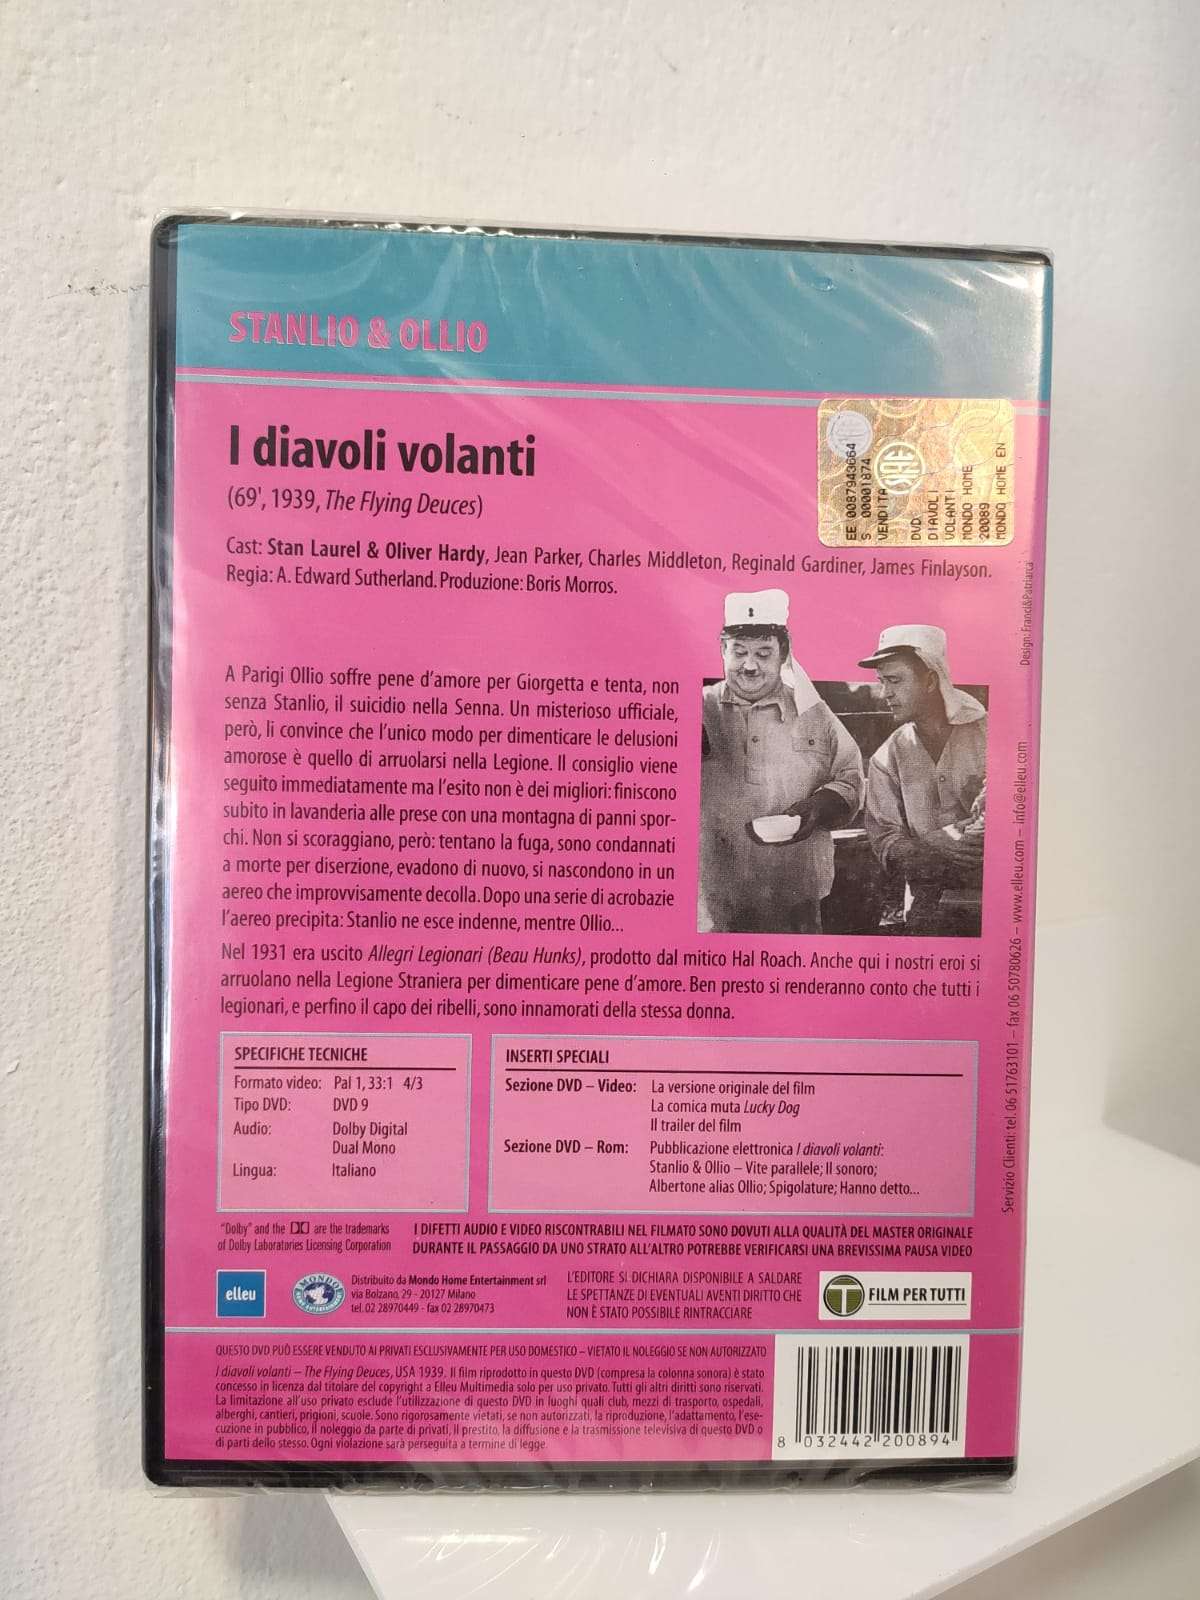 STANLIO & OLLIO
I diavoli volanti
(69', 1939, The Flying Deuces)
EE 0087943664
S 00001874
VENDITA
DVD
DIAVOLI
VOLANTI
MONDO HOME
20089
MONDO HOME EN
Cast: Stan Laurel & Oliver Hardy, Jean Parker, Charles Middleton, Reginald Gardiner, James Finlayson.
Regia: A. Edward Sutherland. Produzione: Boris Morros.
A Parigi Ollio soffre pene d'amore per Giorgetta e tenta, non
senza Stanlio, il suicidio nella Senna. Un misterioso ufficiale,
però, li convince che l'unico modo per dimenticare le delusioni
amorose è quello di arruolarsi nella Legione. Il consiglio viene
seguito immediatamente ma l'esito non è dei migliori: finiscono
subito in lavanderia alle prese con una montagna di panni spor-
chi. Non si scoraggiano, però: tentano la fuga, sono condannati
a morte per diserzione, evadono di nuovo, si nascondono in un
aereo che improvvisamente decolla. Dopo una serie di acrobazie
l'aereo precipita: Stanlio ne esce indenne, mentre Ollio...
Nel 1931 era uscito Allegri Legionari (Beau Hunks), prodotto dal mitico Hal Roach. Anche qui i nostri eroi si
arruolano nella Legione Straniera per dimenticare pene d'amore. Ben presto si renderanno conto che tutti i
legionari, e perfino il capo dei ribelli, sono innamorati della stessa donna.
Design: Franci&Patriarca
Servizio Clienti: tel. 06 51763101 – fax 06 50780626 – www.elleu.com – info@elleu.com
SPECIFICHE TECNICHE
Formato video: Pal 1,33:1 4/3
Tipo DVD: DVD 9
Audio: Dolby Digital
Dual Mono
Lingua: Italiano
INSERTI SPECIALI
Sezione DVD – Video: La versione originale del film
La comica muta Lucky Dog
Il trailer del film
Sezione DVD – Rom: Pubblicazione elettronica I diavoli volanti:
Stanlio & Ollio – Vite parallele; Il sonoro;
Albertone alias Ollio; Spigolature; Hanno detto...
"Dolby" and the are the trademarks
of Dolby Laboratories Licensing Corporation
I DIFETTI AUDIO E VIDEO RISCONTRABILI NEL FILMATO SONO DOVUTI ALLA QUALITÀ DEL MASTER ORIGINALE
DURANTE IL PASSAGGIO DA UNO STRATO ALL'ALTRO POTREBBE VERIFICARSI UNA BREVISSIMA PAUSA VIDEO
elleu
MONDO
HOME ENTERTAINMENT
Distribuito da Mondo Home Entertainment srl
via Bolzano, 29 - 20127 Milano
tel. 02 28970449 - fax 02 28970473
L'EDITORE SI DICHIARA DISPONIBILE A SALDARE
LE SPETTANZE DI EVENTUALI AVENTI DIRITTO CHE
NON È STATO POSSIBILE RINTRACCIARE
T FILM PER TUTTI
QUESTO DVD PUÒ ESSERE VENDUTO AI PRIVATI ESCLUSIVAMENTE PER USO DOMESTICO – VIETATO IL NOLEGGIO SE NON AUTORIZZATO
I diavoli volanti – The Flying Deuces, USA 1939. Il film riprodotto in questo DVD (compresa la colonna sonora) è stato
concesso in licenza dal titolare del copyright a Elleu Multimedia solo per uso privato. Tutti gli altri diritti sono riservati.
La limitazione all'uso privato esclude l'utilizzazione di questo DVD in luoghi quali club, mezzi di trasporto, ospedali,
alberghi, cantieri, prigioni, scuole. Sono rigorosamente vietati, se non autorizzati, la riproduzione, l'adattamento, l'ese-
cuzione in pubblico, il noleggio da parte di privati, il prestito, la diffusione e la trasmissione televisiva di questo DVD o
di parti dello stesso. Ogni violazione sarà perseguita a termine di legge.
8 032442 200894